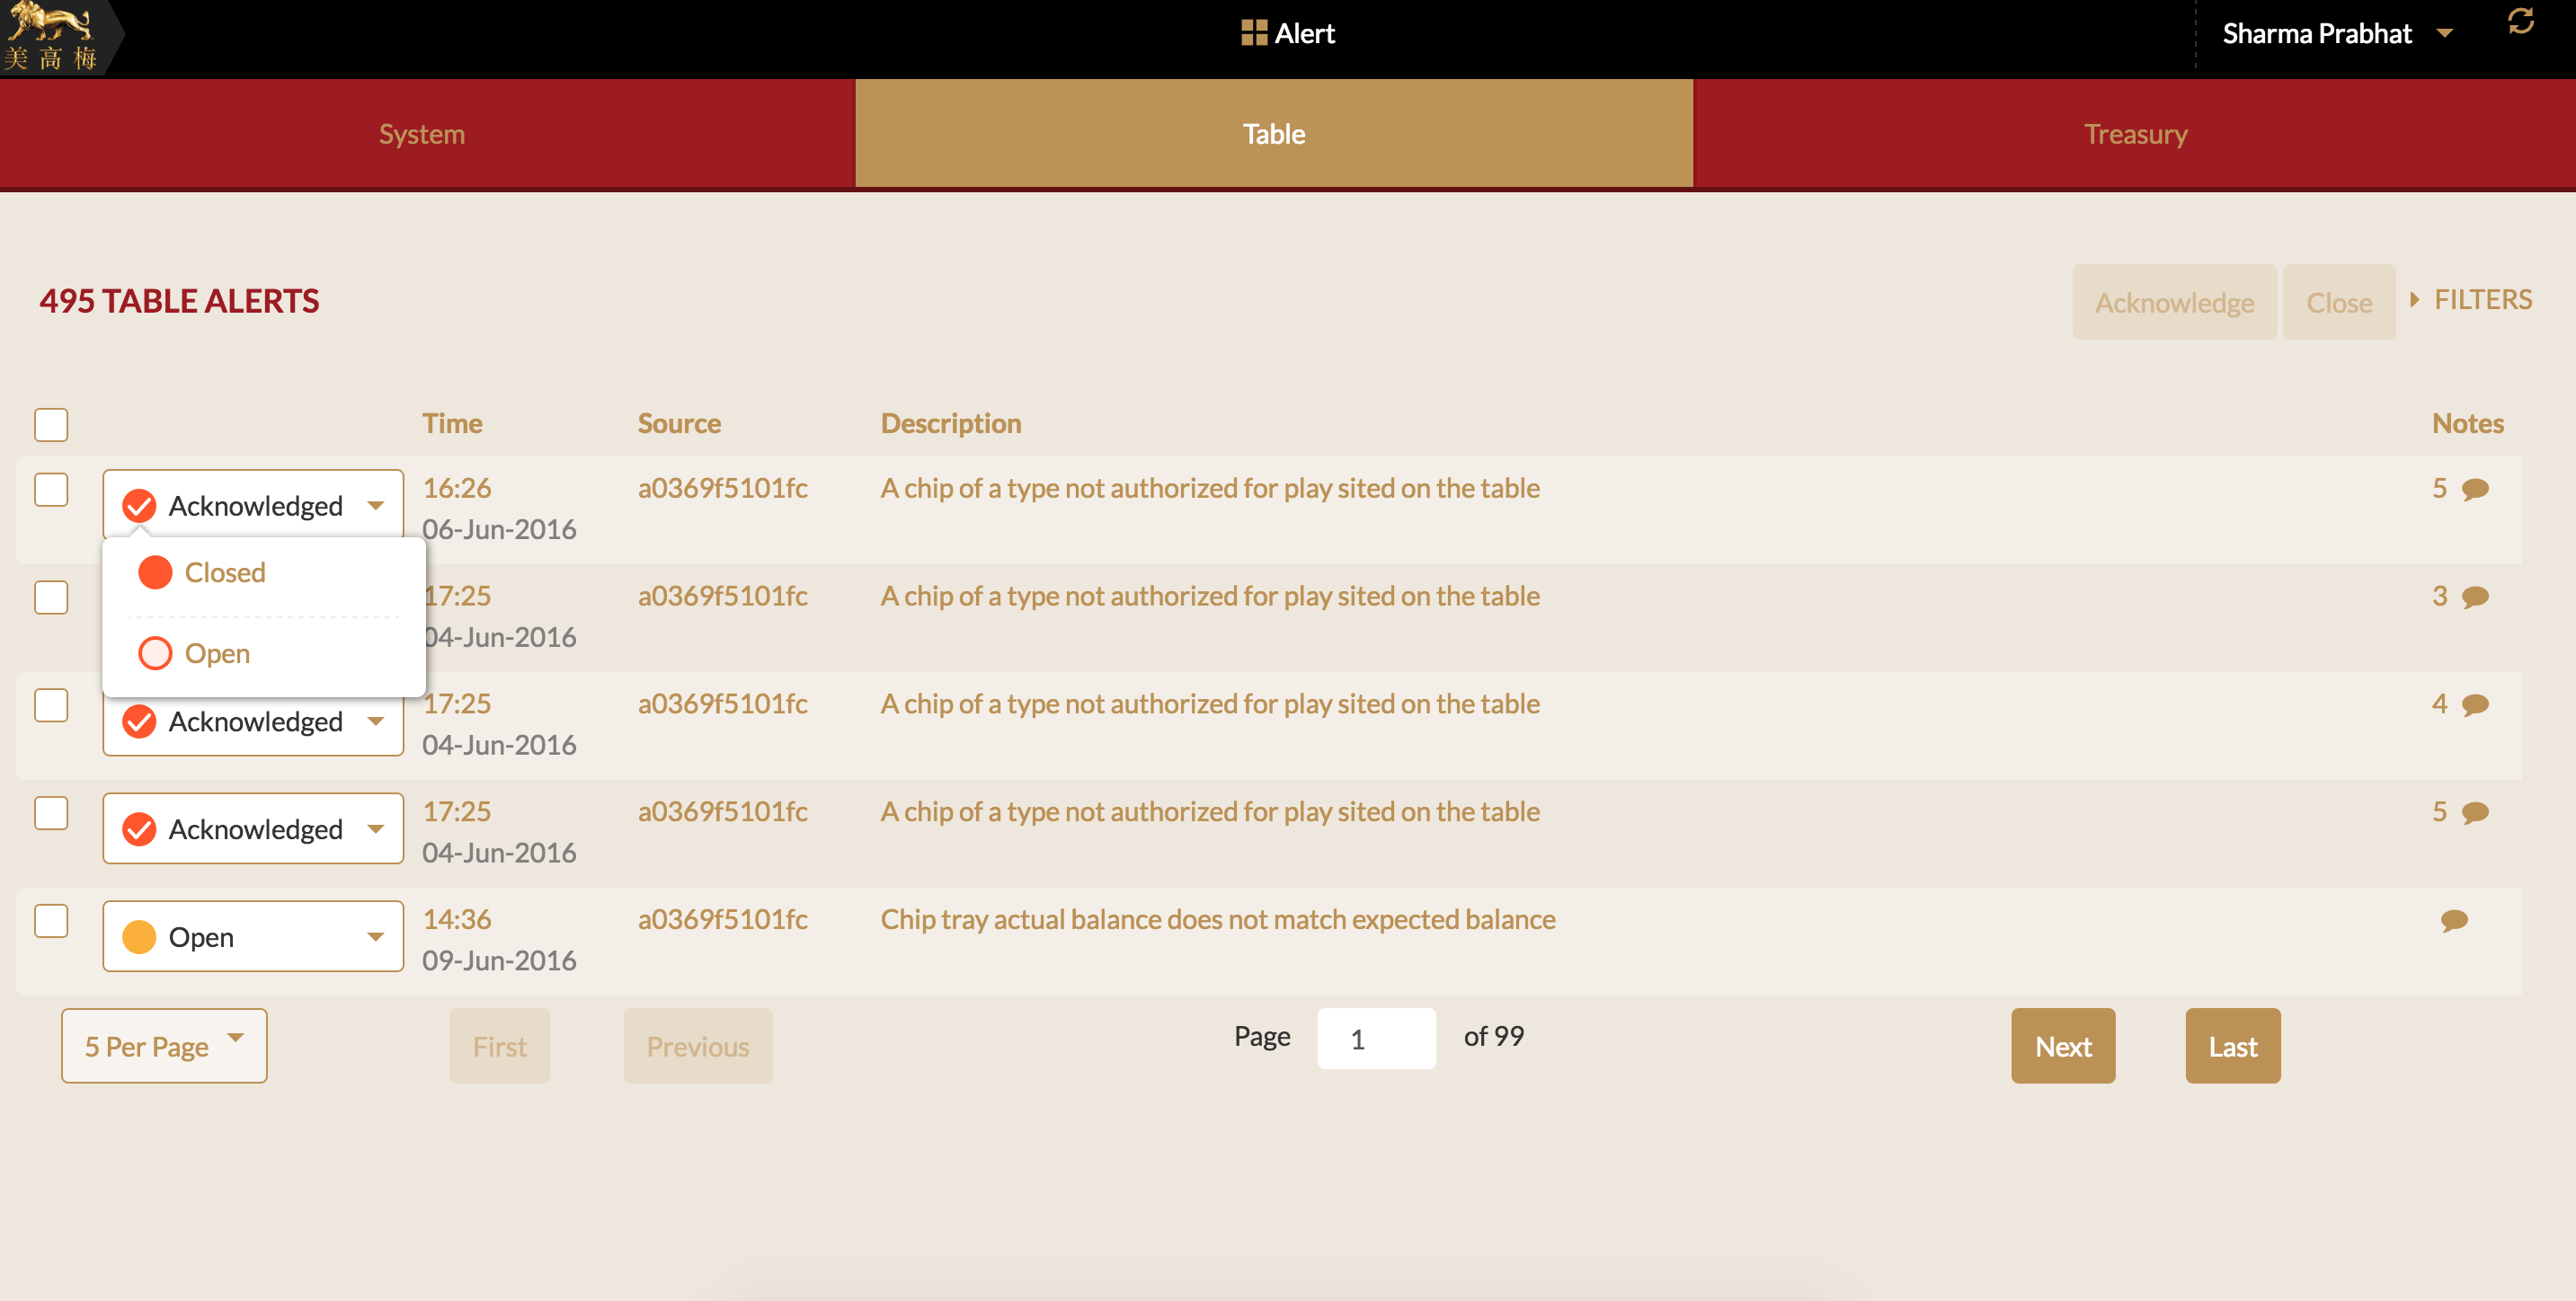 美高梅
Alert
Sharma Prabhat
System
Table
Treasury
495 TABLE ALERTS
Acknowledge
Close
FILTERS
Time
Source
Description
Notes
Acknowledged
16:26
06-Jun-2016
a0369f5101fc
A chip of a type not authorized for play sited on the table
5
Closed
Open
17:25
04-Jun-2016
a0369f5101fc
A chip of a type not authorized for play sited on the table
3
Acknowledged
17:25
04-Jun-2016
a0369f5101fc
A chip of a type not authorized for play sited on the table
4
Acknowledged
17:25
04-Jun-2016
a0369f5101fc
A chip of a type not authorized for play sited on the table
5
Open
14:36
09-Jun-2016
a0369f5101fc
Chip tray actual balance does not match expected balance
5 Per Page
First
Previous
Page 1 of 99
Next
Last